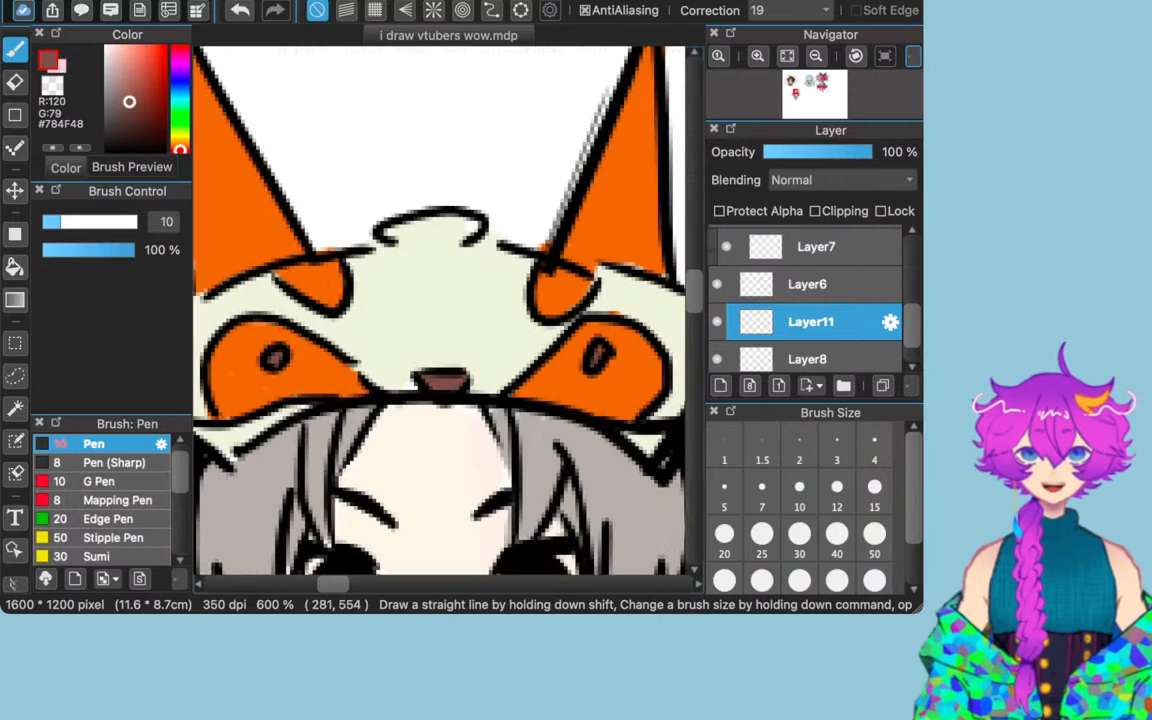 AntiAliasing Correction 19 Soft Edge
Color
i draw vtubers wow.mdp
Navigator
R:120
G:79
#784F48
Color Brush Preview
Brush Control
10
100 %
Layer
Opacity 100 %
Blending Normal
Protect Alpha Clipping Lock
Layer7
Layer6
Layer11
Layer8
Brush: Pen
10 Pen
8 Pen (Sharp)
10 G Pen
8 Mapping Pen
20 Edge Pen
50 Stipple Pen
30 Sumi
T
Brush Size
1 1.5 2 3 4
5 7 10 12 15
20 25 30 40 50
1600 * 1200 pixel (11.6 * 8.7cm) 350 dpi 600 % ( 281, 554 ) Draw a straight line by holding down shift, Change a brush size by holding down command, op